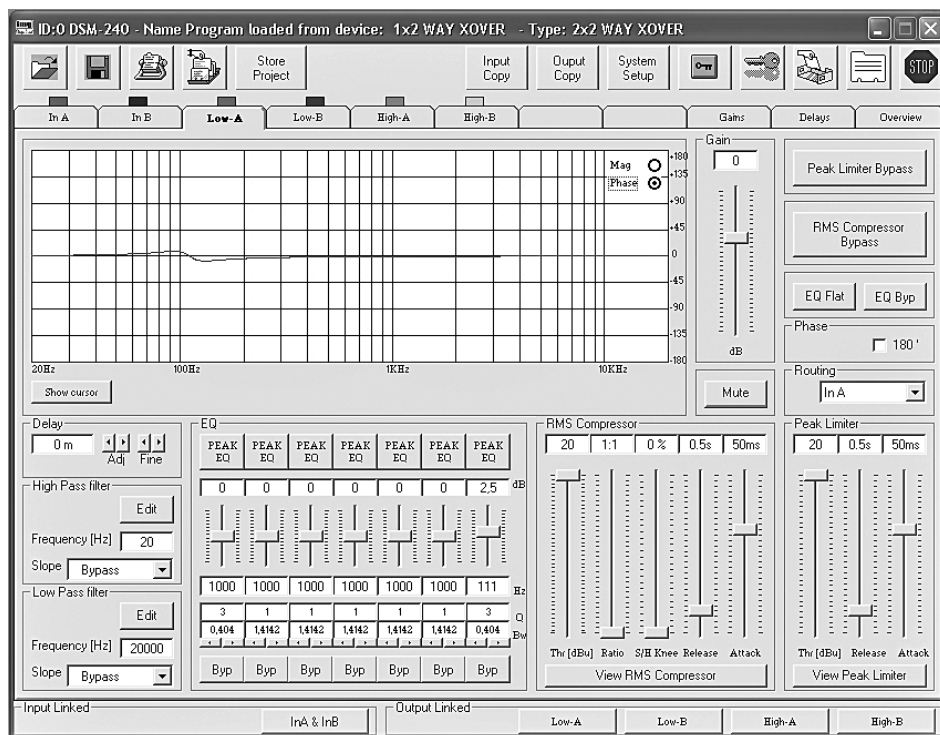 ID:0 DSM-240 - Name Program loaded from device: 1x2 WAY XOVER - Type: 2x2 WAY XOVER
Store Project
Input Copy
Ouput Copy
System Setup
STOP
In A
In B
Low-A
Low-B
High-A
High-B
Gains
Delays
Overview
Mag
Phase
+180
+135
+90
+45
0
-45
-90
-135
-180
20Hz
100Hz
1KHz
10KHz
Show cursor
Gain
0
dB
Mute
Peak Limiter Bypass
RMS Compressor Bypass
EQ Flat
EQ Byp
Phase
180 '
Routing
In A
Delay
0 m
Adj
Fine
High Pass filter
Edit
Frequency [Hz]
20
Slope
Bypass
Low Pass filter
Edit
Frequency [Hz]
20000
Slope
Bypass
EQ
PEAK EQ PEAK EQ PEAK EQ PEAK EQ PEAK EQ PEAK EQ PEAK EQ
0 0 0 0 0 0 2,5 dB
1000 1000 1000 1000 1000 1000 111 Hz
3 1 1 1 1 1 3 Q
0,404 1,4142 1,4142 1,4142 1,4142 1,4142 0,404 Bw
Byp Byp Byp Byp Byp Byp Byp
RMS Compressor
20 1:1 0 % 0.5s 50ms
Thr [dBu] Ratio S/H Knee Release Attack
View RMS Compressor
Peak Limiter
20 0.5s 50ms
Thr [dBu] Release Attack
View Peak Limiter
Input Linked
InA & InB
Output Linked
Low-A
Low-B
High-A
High-B